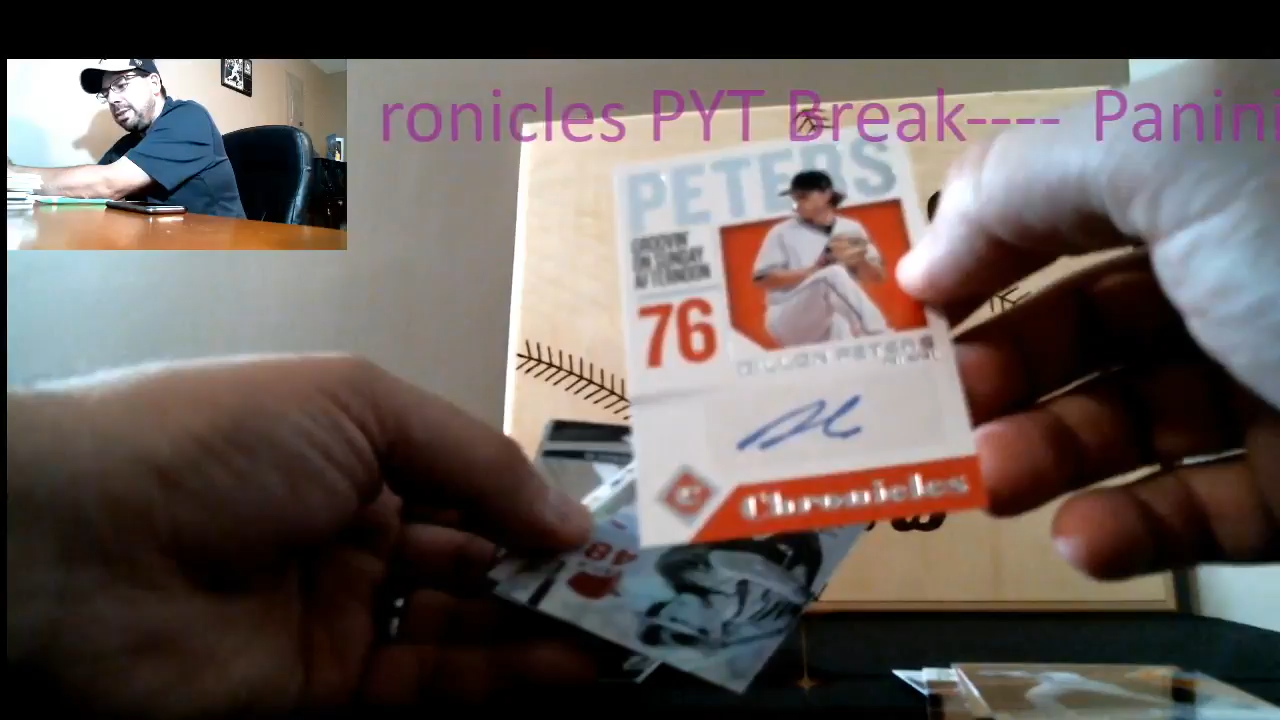 ronicles PYT Break---- Panini
PETERS
GROOVIN'
ON SUNDAY
AFTERNOON
76
DILLON PETERS
C
Chronicles
48